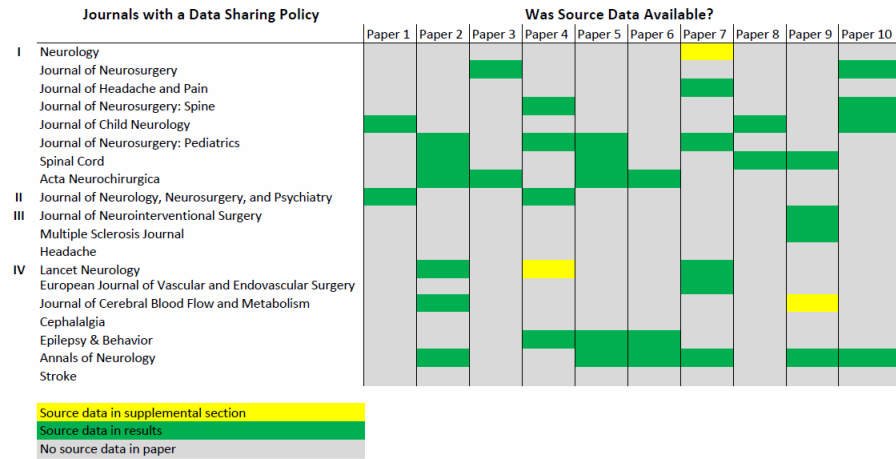 Journals with a Data Sharing Policy Was Source Data Available?
Paper 1 Paper 2 Paper 3 Paper 4 Paper 5 Paper 6 Paper 7 Paper 8 Paper 9 Paper 10
I Neurology
Journal of Neurosurgery
Journal of Headache and Pain
Journal of Neurosurgery: Spine
Journal of Child Neurology
Journal of Neurosurgery: Pediatrics
Spinal Cord
Acta Neurochirurgica
II Journal of Neurology, Neurosurgery, and Psychiatry
III Journal of Neurointerventional Surgery
Multiple Sclerosis Journal
Headache
IV Lancet Neurology
European Journal of Vascular and Endovascular Surgery
Journal of Cerebral Blood Flow and Metabolism
Cephalalgia
Epilepsy & Behavior
Annals of Neurology
Stroke
Source data in supplemental section
Source data in results
No source data in paper